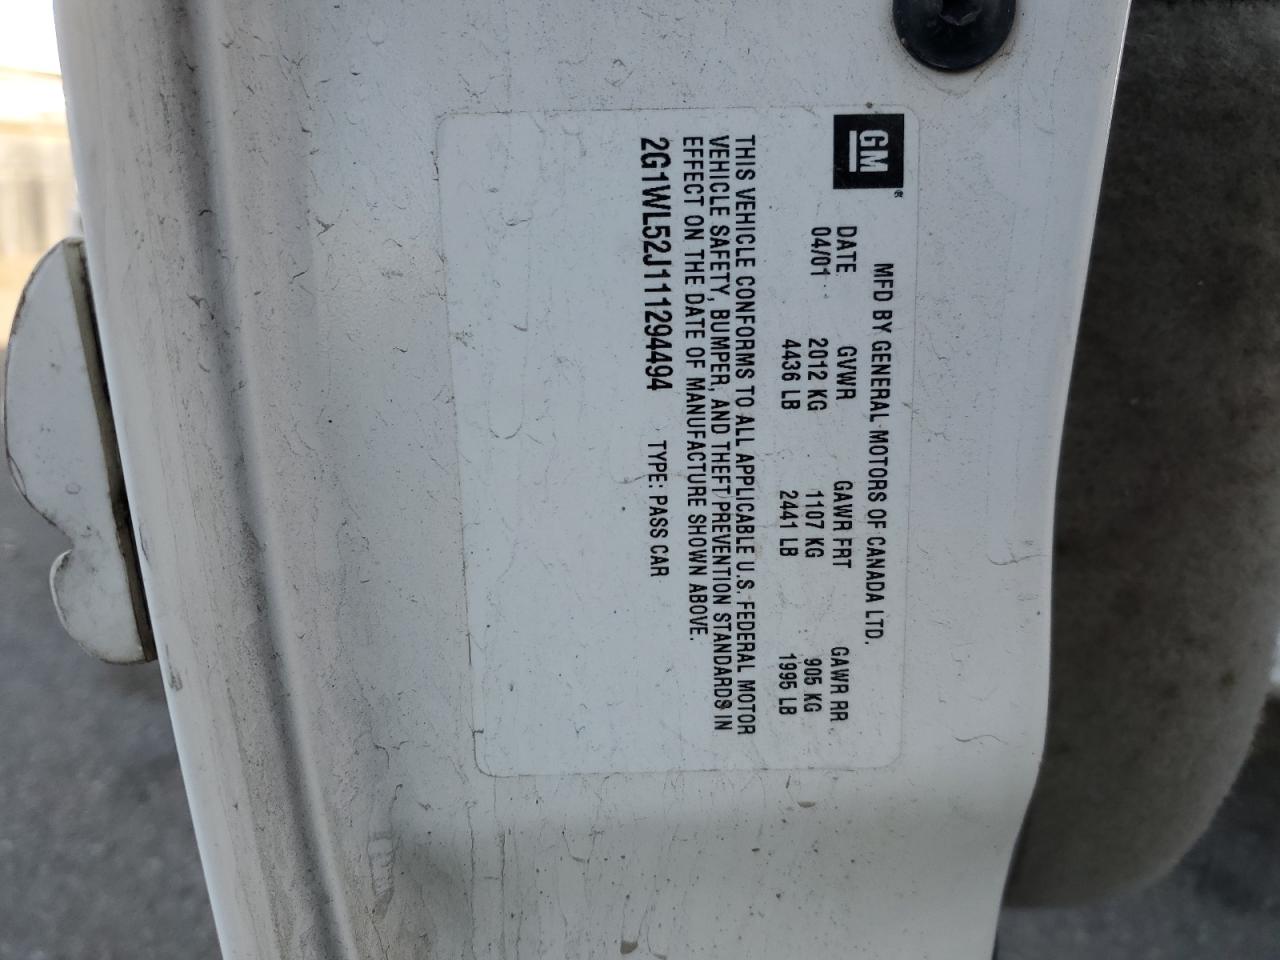 GM®
MFD BY GENERAL MOTORS OF CANADA LTD.
DATE GVWR GAWR FRT GAWR RR
04/01 2012 KG 1107 KG 905 KG
4436 LB 2441 LB 1995 LB
THIS VEHICLE CONFORMS TO ALL APPLICABLE U.S. FEDERAL MOTOR
VEHICLE SAFETY, BUMPER, AND THEFT PREVENTION STANDARDS IN
EFFECT ON THE DATE OF MANUFACTURE SHOWN ABOVE.
2G1WL52J111294494 TYPE: PASS CAR